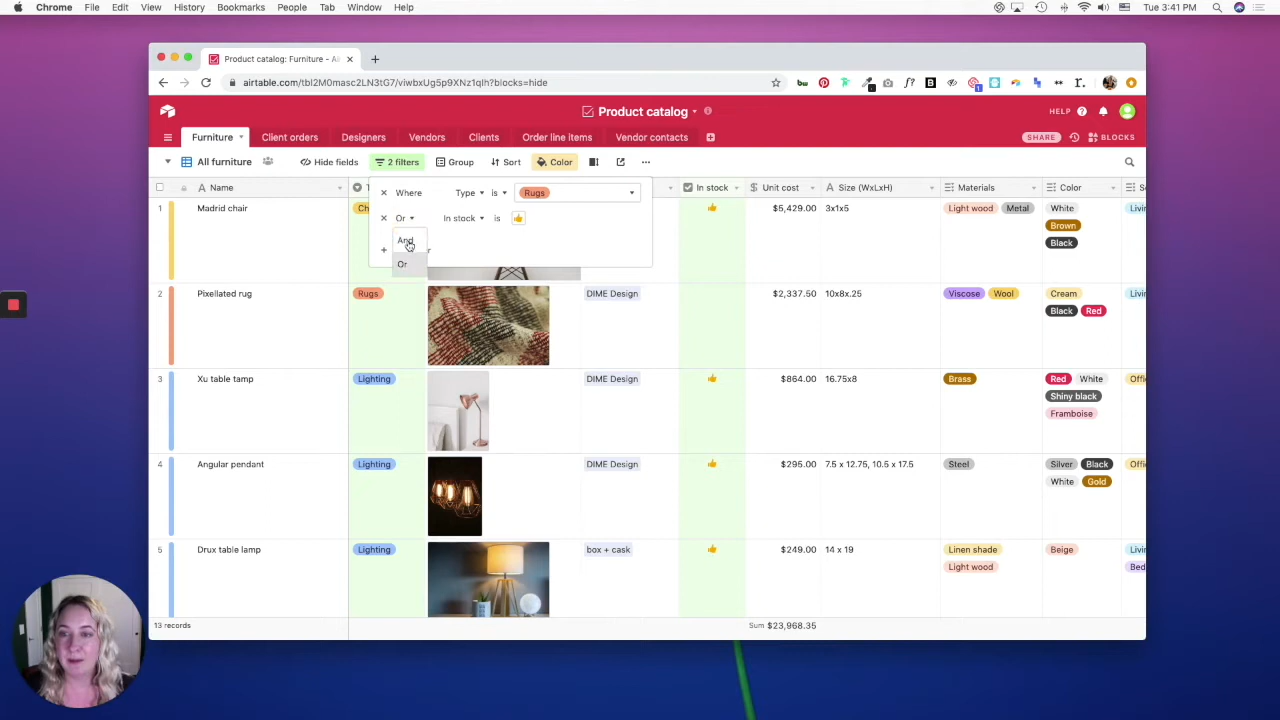 Chrome File Edit View History Bookmarks People Tab Window Help Tue 3:41 PM
Product catalog: Furniture - Ai
airtable.com/tbl2M0masc2LN3tG7/viwbxUg5p9XNz1qlh?blocks=hide
Product catalog HELP
Furniture Client orders Designers Vendors Clients Order line items Vendor contacts SHARE BLOCKS
All furniture Hide fields 2 filters Group Sort Color
Name In stock Unit cost Size (WxLxH) Materials Color
Where Type is Rugs
Or In stock is
And
Or
1 Madrid chair $5,429.00 3x1x5 Light wood Metal White
Brown
Black
2 Pixellated rug Rugs DIME Design $2,337.50 10x8x.25 Viscose Wool Cream Livin
Black Red
3 Xu table tamp Lighting DIME Design $864.00 16.75x8 Brass Red White Offic
Shiny black
Framboise
4 Angular pendant Lighting DIME Design $295.00 7.5 x 12.75, 10.5 x 17.5 Steel Silver Black Offic
White Gold
5 Drux table lamp Lighting box + cask $249.00 14 x 19 Linen shade Beige Livin
Light wood Bed
13 records Sum $23,968.35